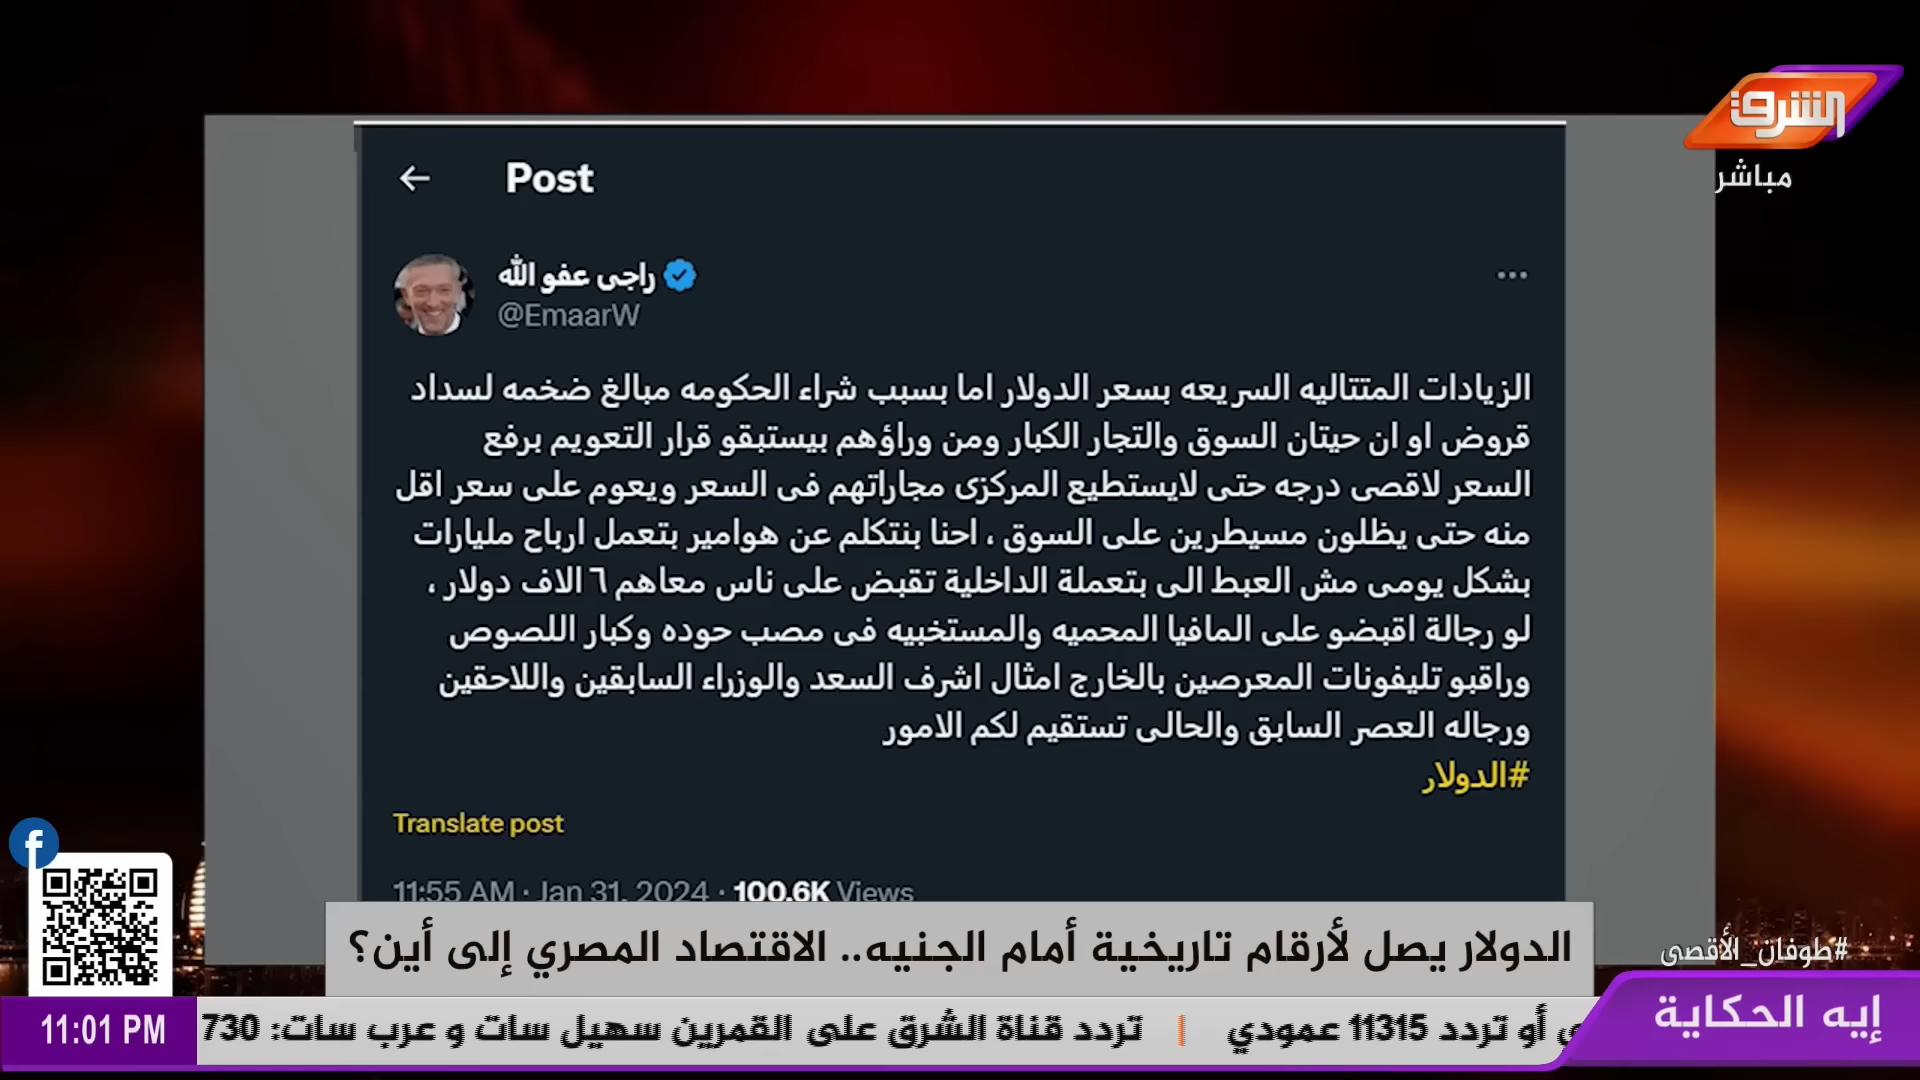 الشرق
مباشر
Post
راجى عفو الله
@EmaarW
الزيادات المتتاليه السريعه بسعر الدولار اما بسبب شراء الحكومه مبالغ ضخمه لسداد
قروض او ان حيتان السوق والتجار الكبار ومن وراؤهم بيستبقو قرار التعويم برفع
السعر لاقصى درجه حتى لايستطيع المركزى مجاراتهم فى السعر ويعوم على سعر اقل
منه حتى يظلون مسيطرين على السوق ، احنا بنتكلم عن هوامير بتعمل ارباح مليارات
بشكل يومى مش العبط الى بتعملة الداخلية تقبض على ناس معاهم ٦ الاف دولار ،
لو رجالة اقبضو على المافيا المحميه والمستخبيه فى مصب حوده وكبار اللصوص
وراقبو تليفونات المعرصين بالخارج امثال اشرف السعد والوزراء السابقين واللاحقين
ورجاله العصر السابق والحالى تستقيم لكم الامور
#الدولار
Translate post
11:55 AM · Jan 31, 2024 · 100.6K Views
الدولار يصل لأرقام تاريخية أمام الجنيه.. الاقتصاد المصري إلى أين؟
#طوفان_الأقصى
إيه الحكاية
ي أو تردد 11315 عمودي | تردد قناة الشرق على القمرين سهيل سات و عرب سات: 730
11:01 PM